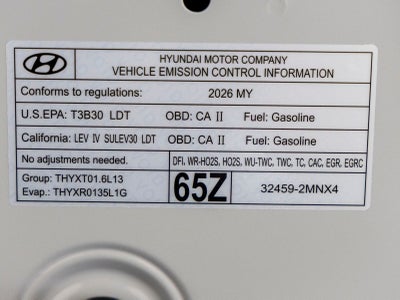 HYUNDAI MOTOR COMPANY
VEHICLE EMISSION CONTROL INFORMATION
Conforms to regulations: 2026 MY
U.S.EPA: T3B30 LDT OBD: CA II Fuel: Gasoline
California: LEV IV SULEV30 LDT OBD: CA II Fuel: Gasoline
No adjustments needed. DFI, WR-HO2S, HO2S, WU-TWC, TWC, TC, CAC, EGR, EGRC
Group: THYXT01.6L13
Evap.: THYXR0135L1G
65Z
32459-2MNX4